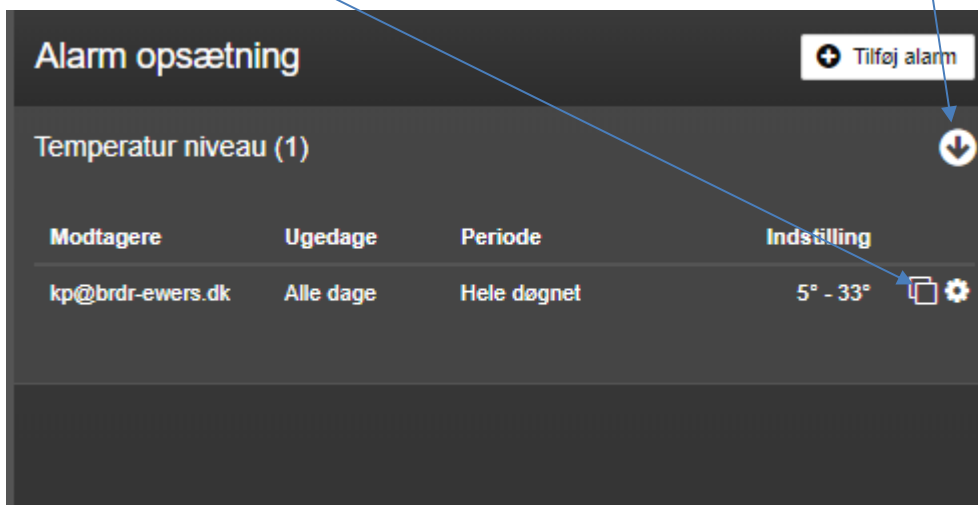 Alarm opsætning
Tilføj alarm
Temperatur niveau (1)
Modtagere Ugedage Periode Indstilling
kp@brdr-ewers.dk Alle dage Hele døgnet 5° - 33°